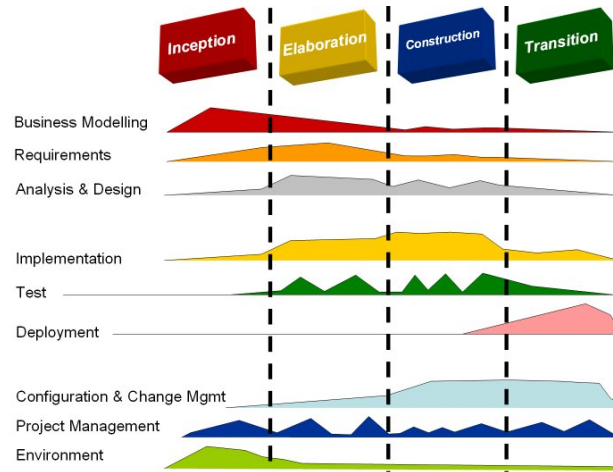 Inception
Elaboration
Construction
Transition
Business Modelling
Requirements
Analysis & Design
Implementation
Test
Deployment
Configuration & Change Mgmt
Project Management
Environment